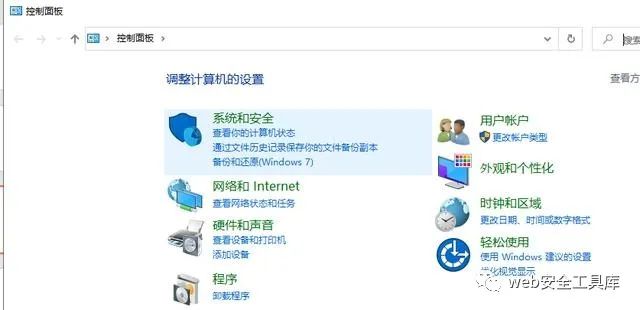 控制面板
控制面板
搜索
调整计算机的设置
查看方
系统和安全
查看你的计算机状态
通过文件历史记录保存你的文件备份副本
备份和还原(Windows 7)
网络和 Internet
查看网络状态和任务
硬件和声音
查看设备和打印机
添加设备
程序
卸载程序
用户帐户
更改帐户类型
外观和个性化
时钟和区域
更改日期、时间或数字格式
轻松使用
使用 Windows 建议的设置
优化视觉显示
web安全工具库